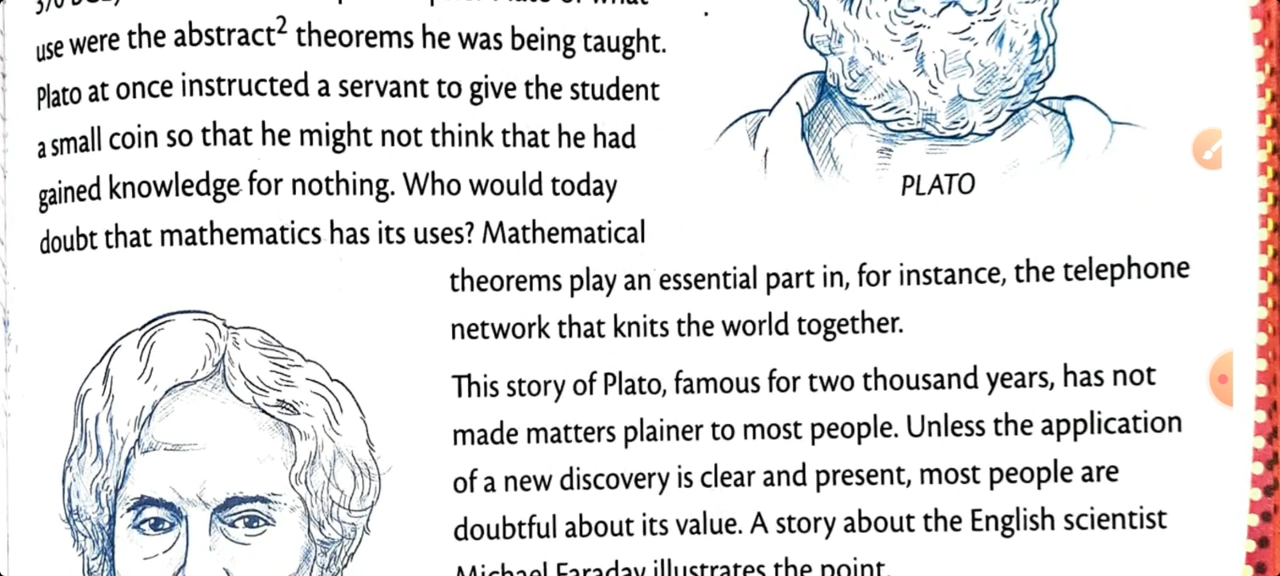 use were the abstract² theorems he was being taught.
Plato at once instructed a servant to give the student
a small coin so that he might not think that he had
gained knowledge for nothing. Who would today
doubt that mathematics has its uses? Mathematical
PLATO
theorems play an essential part in, for instance, the telephone
network that knits the world together.
This story of Plato, famous for two thousand years, has not
made matters plainer to most people. Unless the application
of a new discovery is clear and present, most people are
doubtful about its value. A story about the English scientist
Michael Faraday illustrates the point.